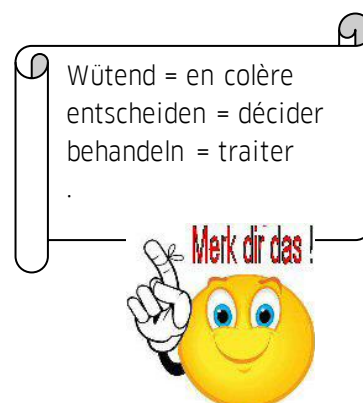 Wütend = en colère
entscheiden = décider
behandeln = traiter
.
Merk dir das !